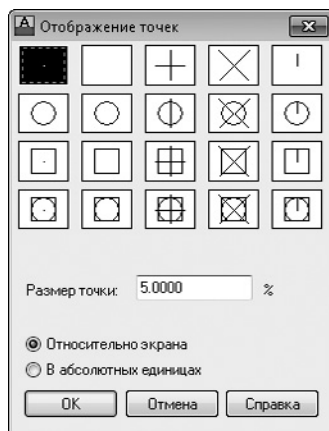 Отображение точек
Размер точки: 5.0000 %
Относительно экрана
В абсолютных единицах
OK Отмена Справка